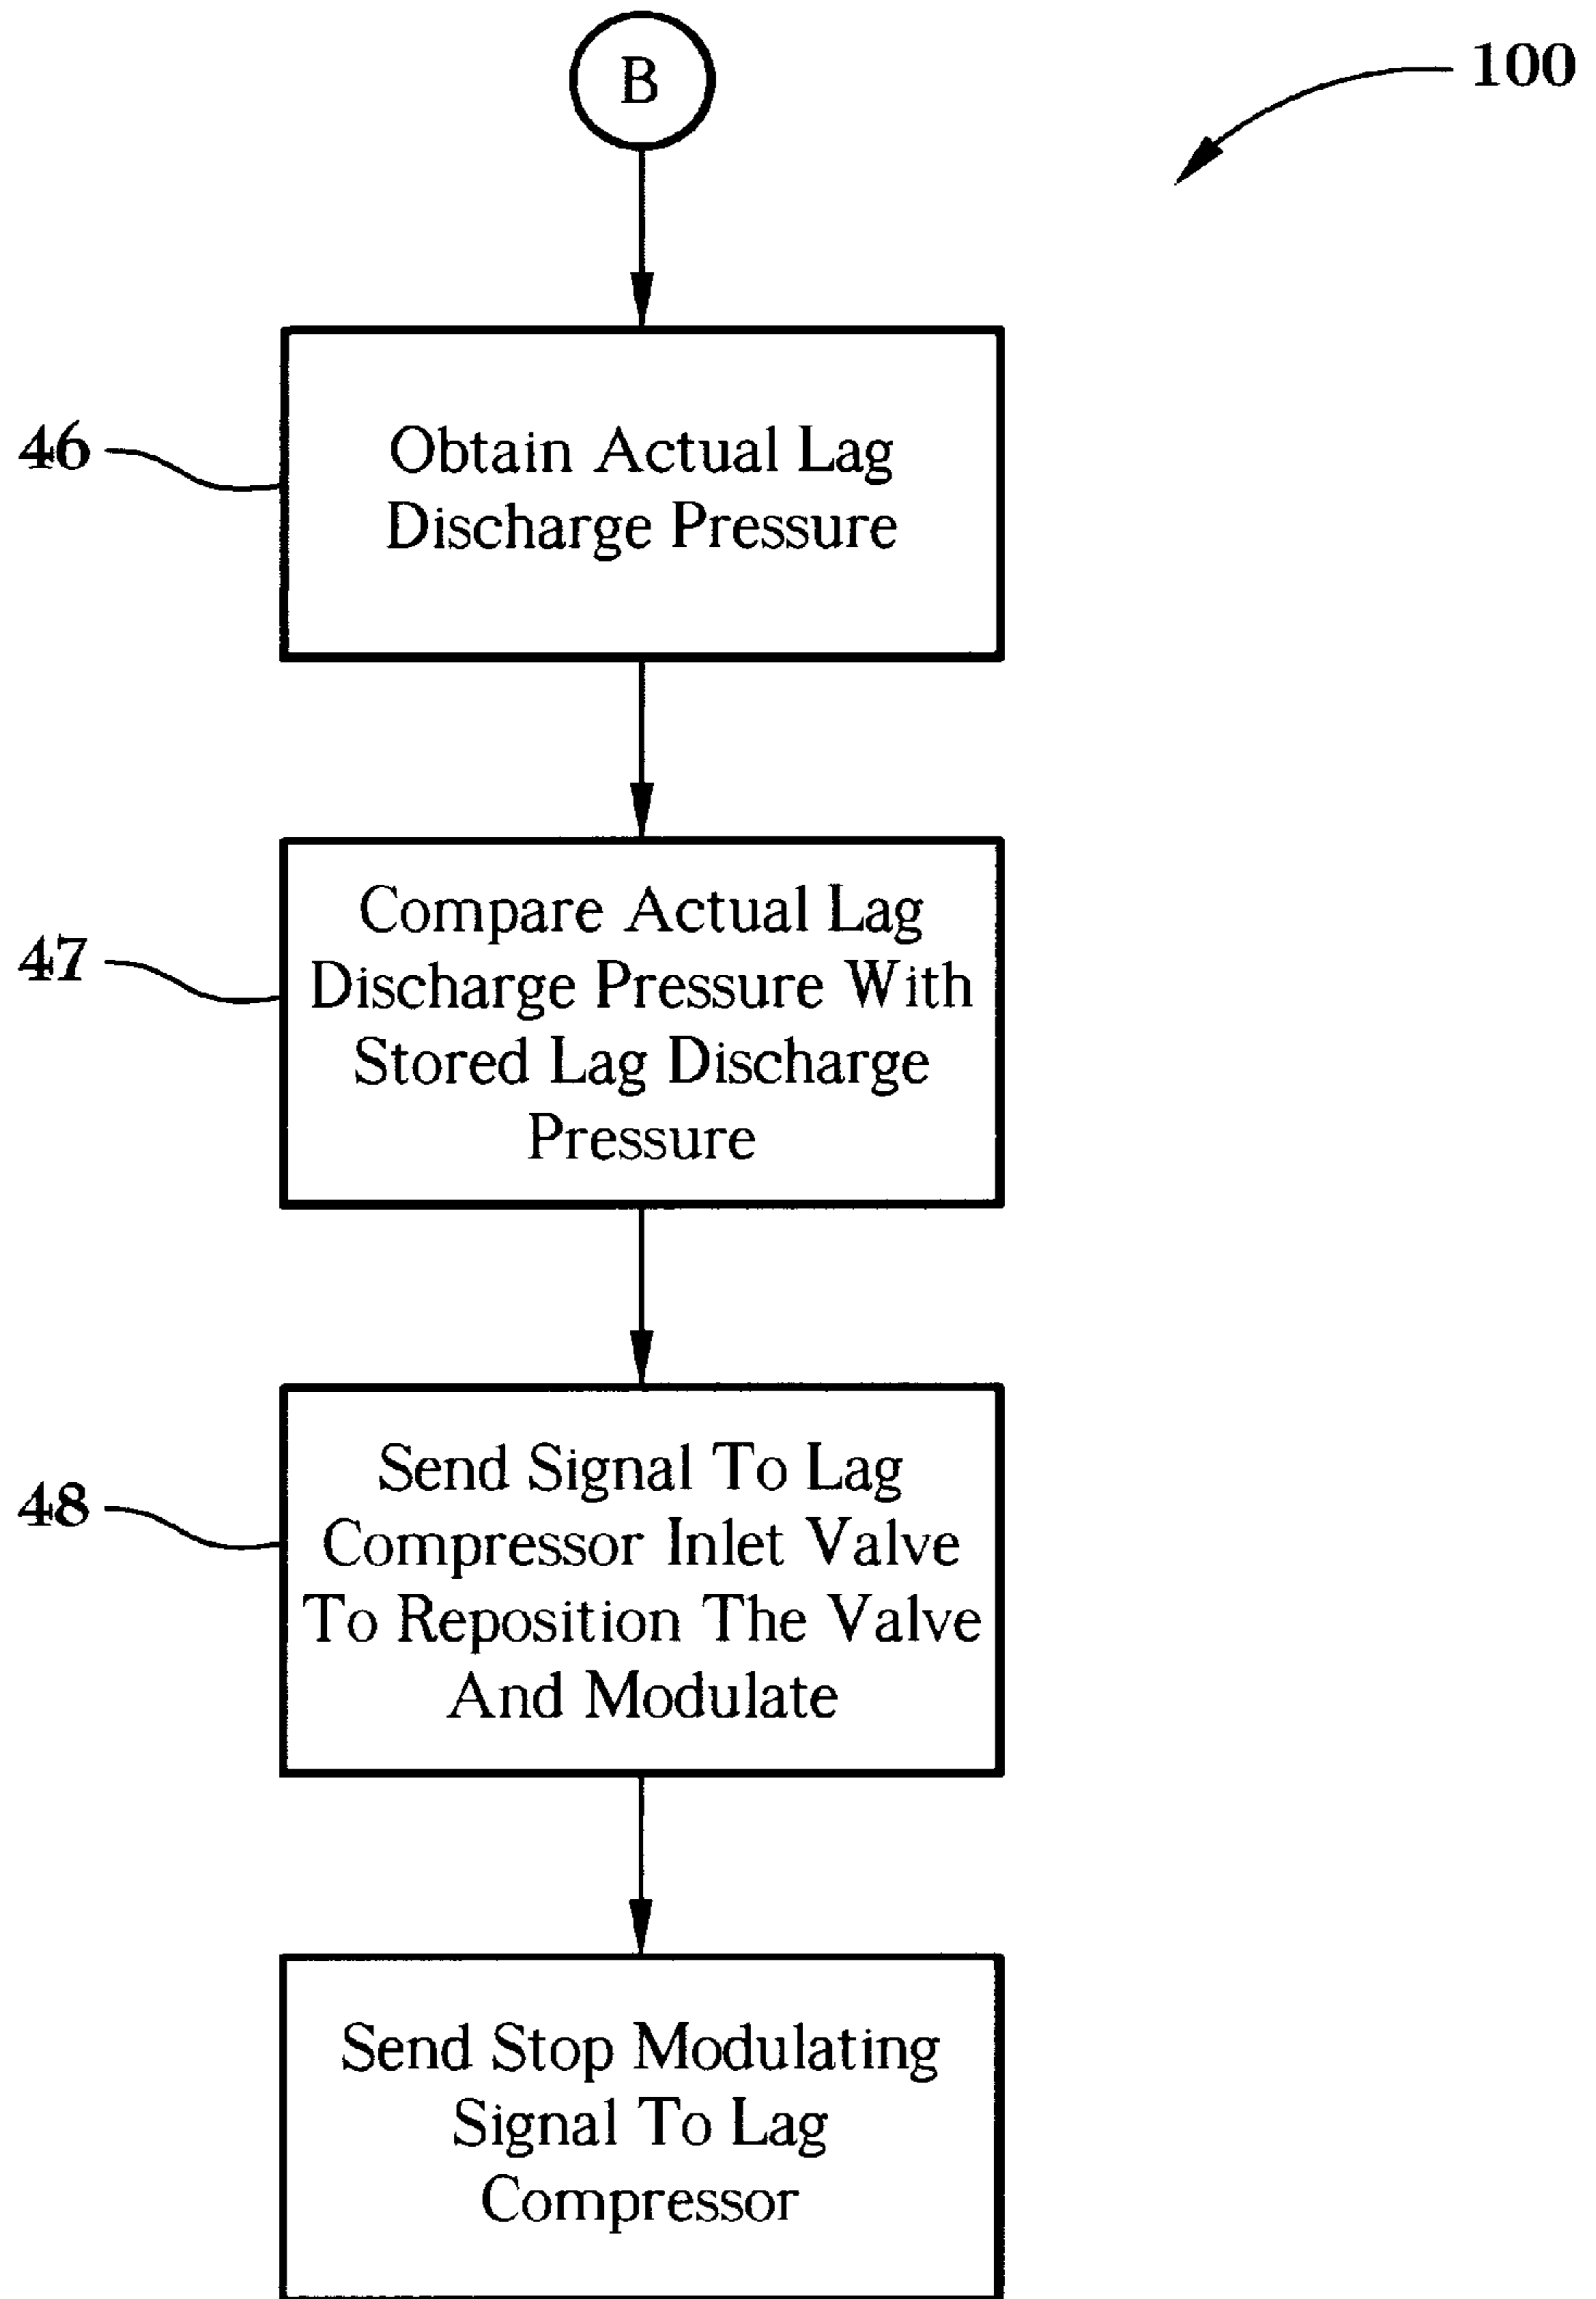 B
100
46
Obtain Actual Lag
Discharge Pressure
47
Compare Actual Lag
Discharge Pressure With
Stored Lag Discharge
Pressure
48
Send Signal To Lag
Compressor Inlet Valve
To Reposition The Valve
And Modulate
Send Stop Modulating
Signal To Lag
Compressor